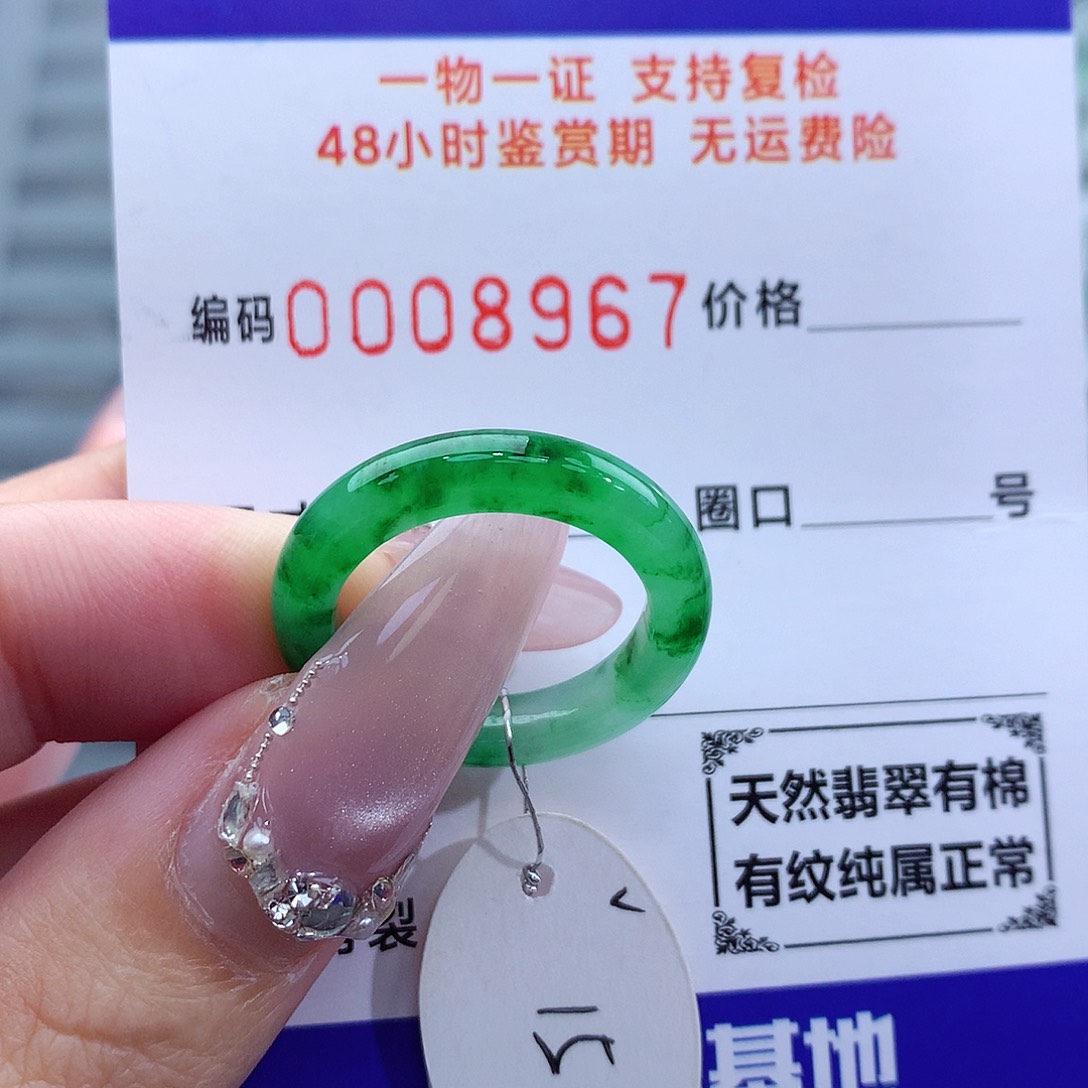 一物一证 支持复检
48小时鉴赏期 无运费险
编码0008967 价格
圈口 号
天然翡翠有棉
有纹纯属正常
裂
基地